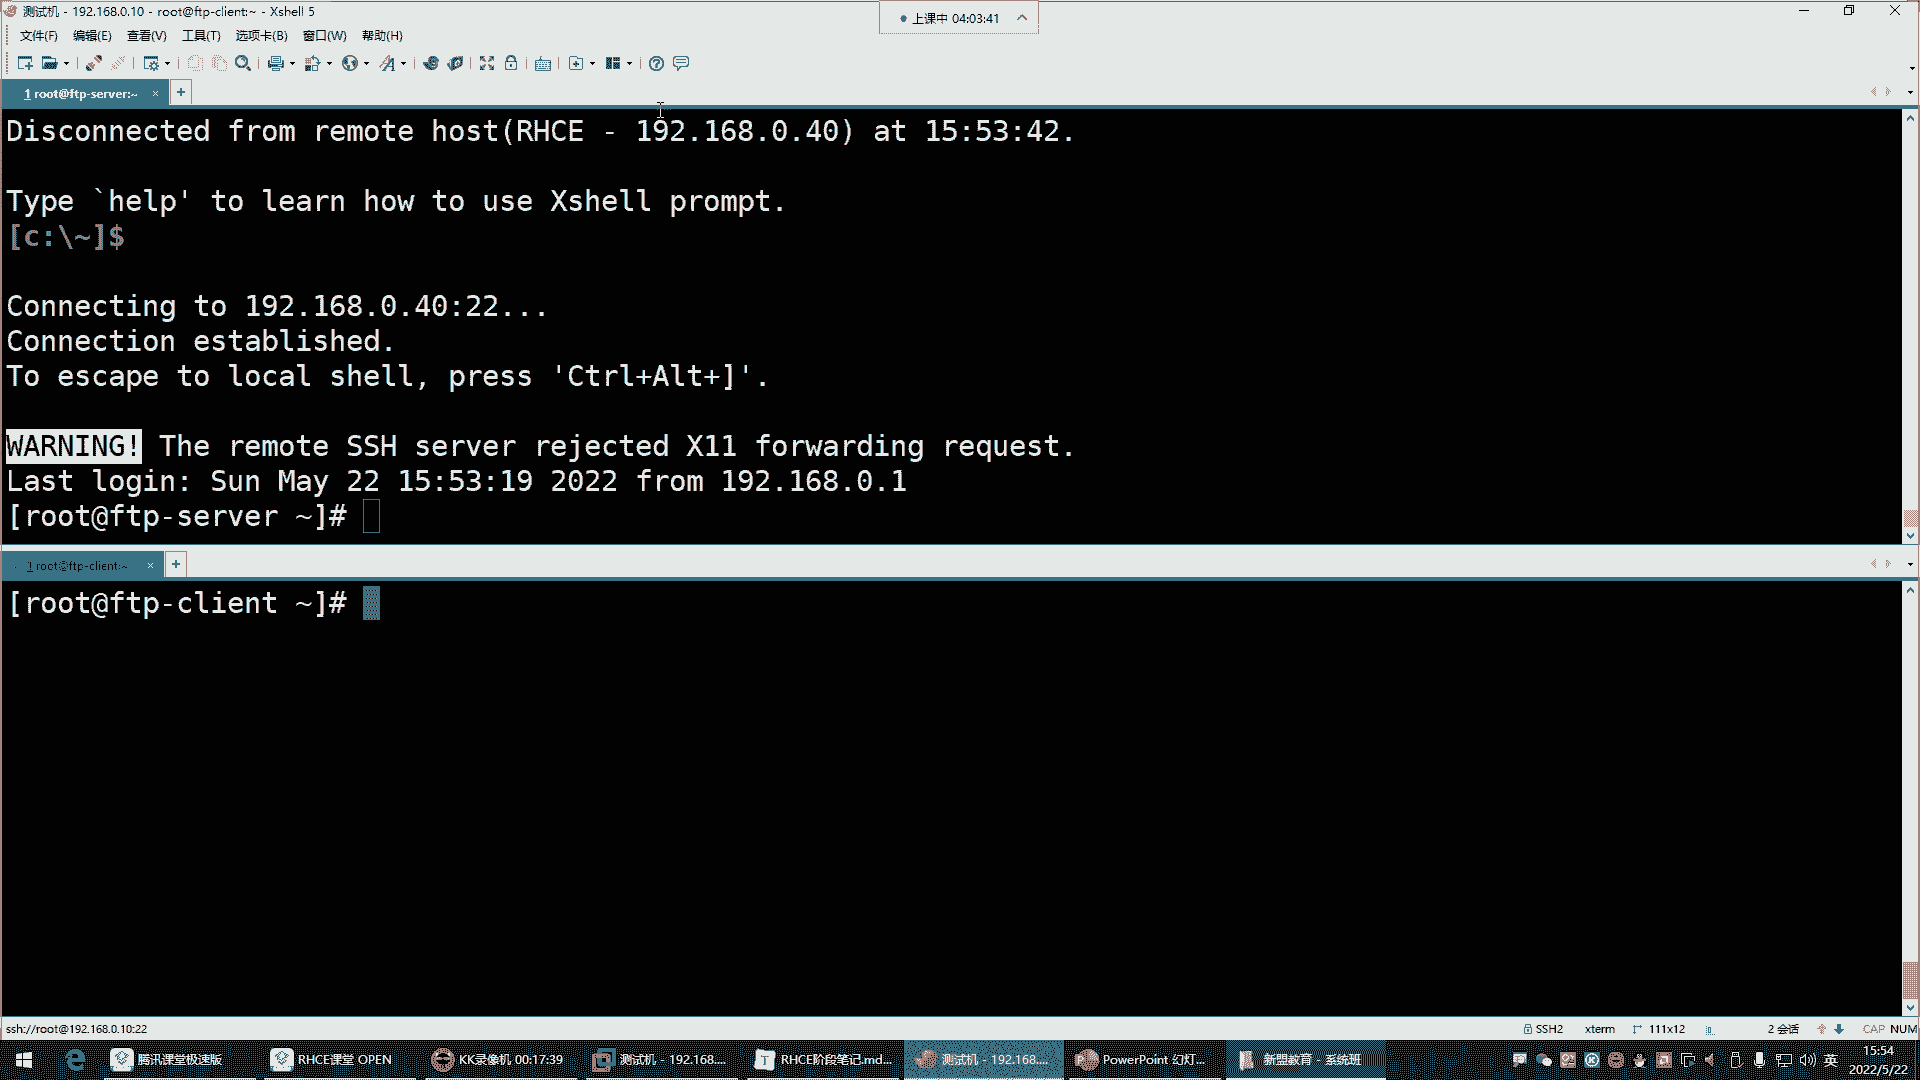 测试机 - 192.168.0.10 - root@ftp-client:~ - Xshell 5
上课中 04:03:41
文件(F) 编辑(E) 查看(V) 工具(T) 选项卡(B) 窗口(W) 帮助(H)
1 root@ftp-server:~ × +
Disconnected from remote host(RHCE - 192.168.0.40) at 15:53:42.
Type `help' to learn how to use Xshell prompt.
[c:\~]$
Connecting to 192.168.0.40:22...
Connection established.
To escape to local shell, press 'Ctrl+Alt+]'.
WARNING! The remote SSH server rejected X11 forwarding request.
Last login: Sun May 22 15:53:19 2022 from 192.168.0.1
[root@ftp-server ~]#
1 root@ftp-client:~ × +
[root@ftp-client ~]#
ssh://root@192.168.0.10:22 SSH2 xterm 111x12 2 会话 CAP NUM
腾讯课堂极速版 RHCE课堂 OPEN KK录像机 00:17:39 测试机 - 192.168.... RHCE阶段笔记.md... 测试机 - 192.168.... PowerPoint 幻灯... 新盟教育 - 系统班 英 15:54
2022/5/22